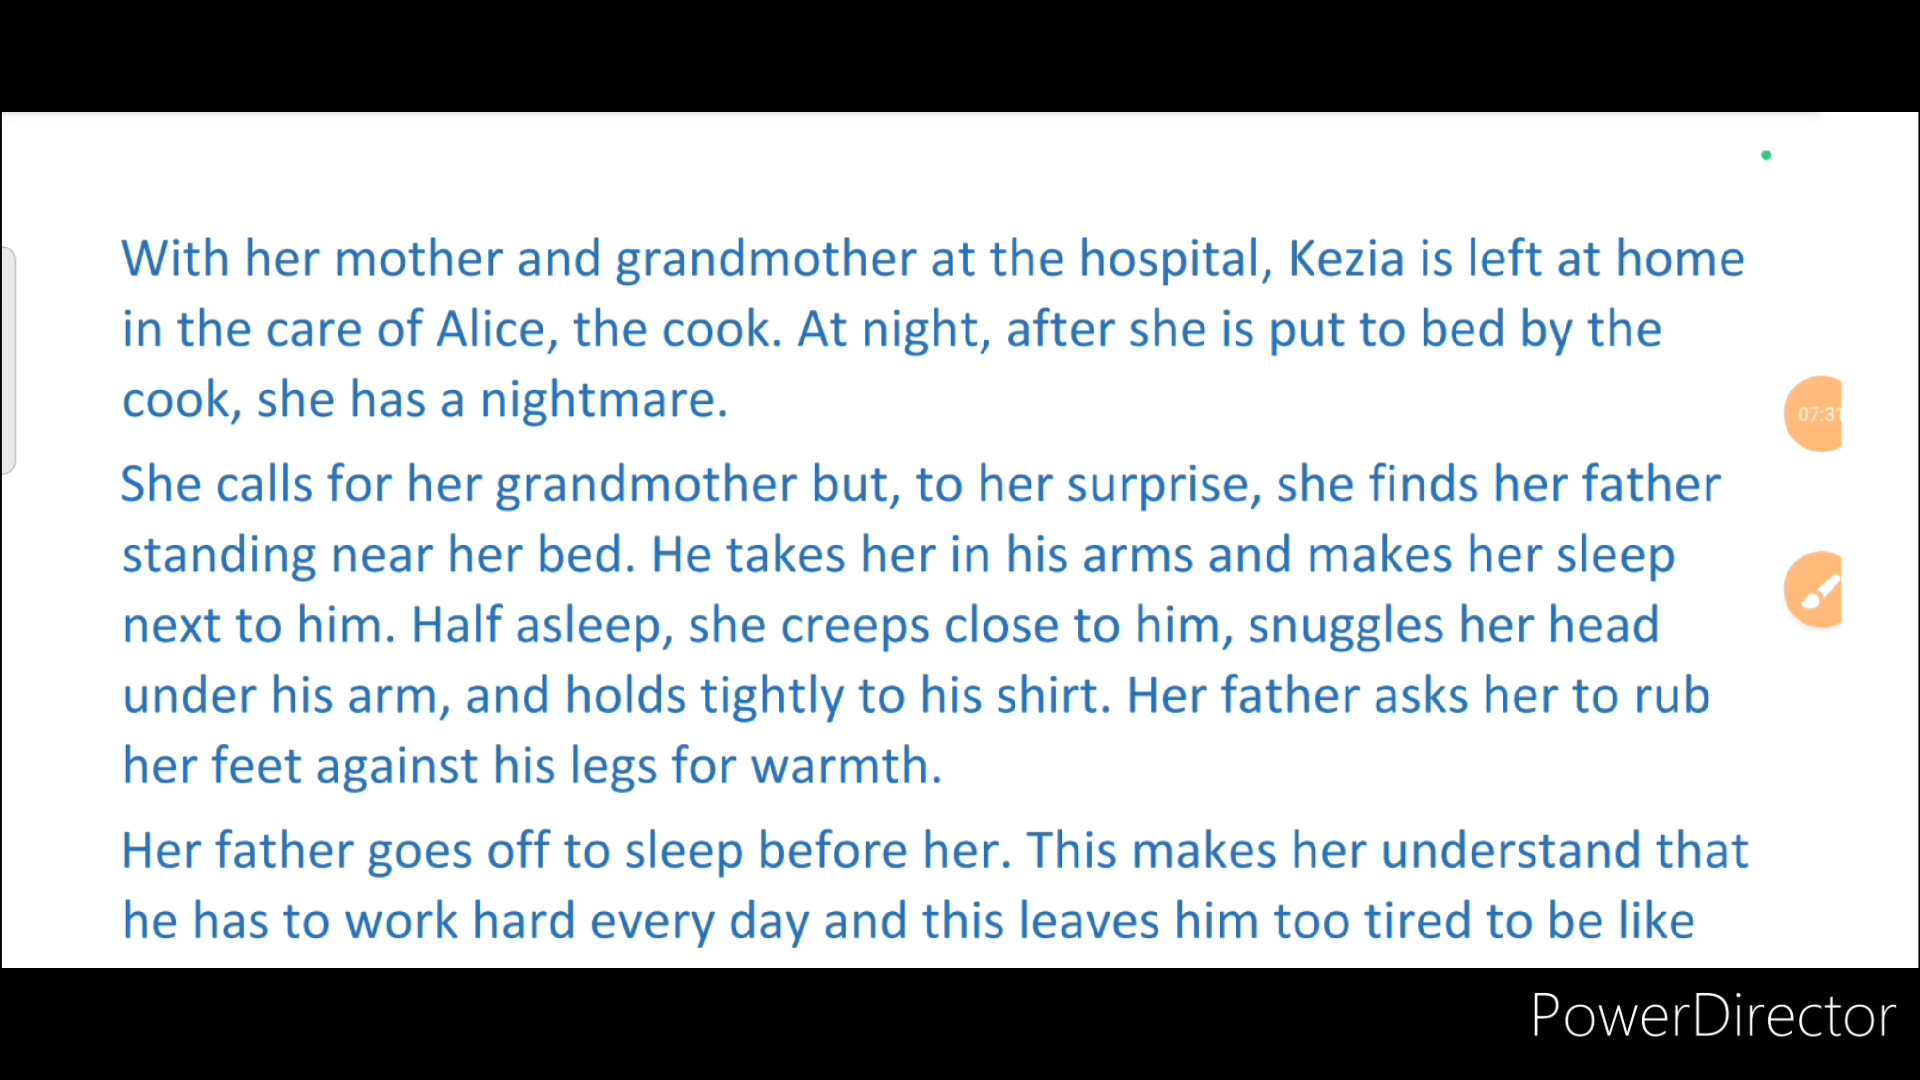 With her mother and grandmother at the hospital, Kezia is left at home
in the care of Alice, the cook. At night, after she is put to bed by the
cook, she has a nightmare.
She calls for her grandmother but, to her surprise, she finds her father
standing near her bed. He takes her in his arms and makes her sleep
next to him. Half asleep, she creeps close to him, snuggles her head
under his arm, and holds tightly to his shirt. Her father asks her to rub
her feet against his legs for warmth.
Her father goes off to sleep before her. This makes her understand that
he has to work hard every day and this leaves him too tired to be like
07:31
PowerDirector